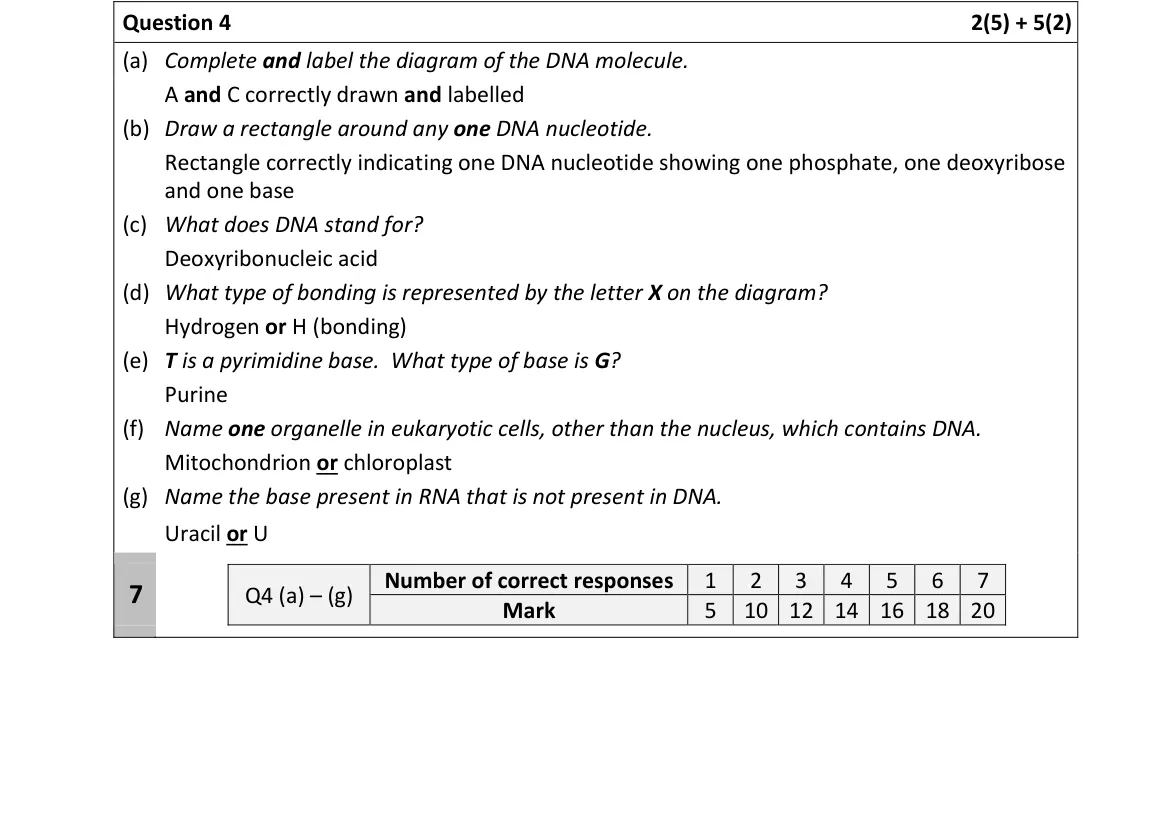 Question 4 2(5) + 5(2)
(a) Complete and label the diagram of the DNA molecule.
A and C correctly drawn and labelled
(b) Draw a rectangle around any one DNA nucleotide.
Rectangle correctly indicating one DNA nucleotide showing one phosphate, one deoxyribose
and one base
(c) What does DNA stand for?
Deoxyribonucleic acid
(d) What type of bonding is represented by the letter X on the diagram?
Hydrogen or H (bonding)
(e) T is a pyrimidine base. What type of base is G?
Purine
(f) Name one organelle in eukaryotic cells, other than the nucleus, which contains DNA.
Mitochondrion or chloroplast
(g) Name the base present in RNA that is not present in DNA.
Uracil or U
7 Q4 (a) – (g) Number of correct responses 1 2 3 4 5 6 7
Mark 5 10 12 14 16 18 20